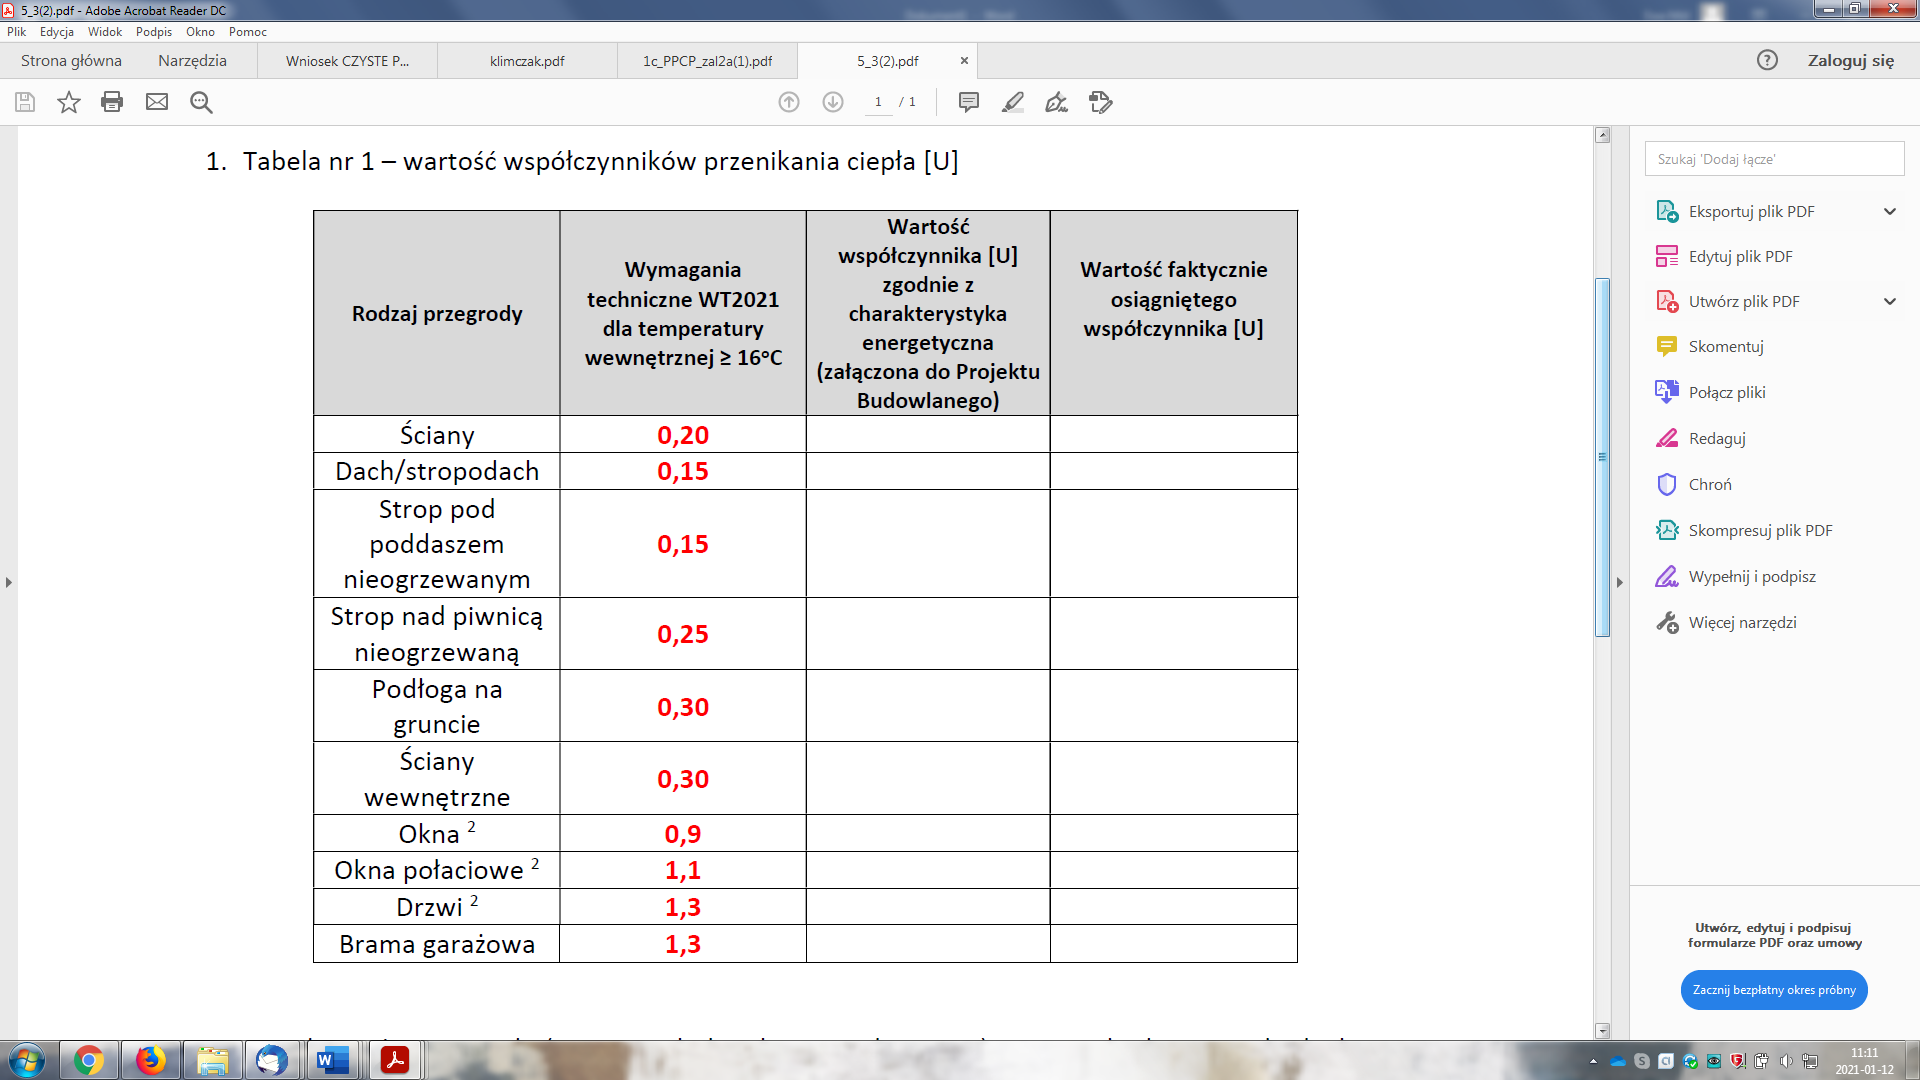 5_3(2).pdf - Adobe Acrobat Reader DC
Plik Edycja Widok Podpis Okno Pomoc
Strona główna Narzędzia Wniosek CZYSTE P... klimczak.pdf 1c_PPCP_zal2a(1).pdf 5_3(2).pdf × Zaloguj się
1 / 1
1. Tabela nr 1 – wartość współczynników przenikania ciepła [U]
Rodzaj przegrody
Wymagania
techniczne WT2021
dla temperatury
wewnętrznej ≥ 16°C
Wartość
współczynnika [U]
zgodnie z
charakterystyka
energetyczna
(załączona do Projektu
Budowlanego)
Wartość faktycznie
osiągniętego
współczynnika [U]
Ściany 0,20
Dach/stropodach 0,15
Strop pod
poddaszem
nieogrzewanym
0,15
Strop nad piwnicą
nieogrzewaną
0,25
Podłoga na
gruncie
0,30
Ściany
wewnętrzne
0,30
Okna ² 0,9
Okna połaciowe ² 1,1
Drzwi ² 1,3
Brama garażowa 1,3
Szukaj 'Dodaj łącze'
Eksportuj plik PDF
Edytuj plik PDF
Utwórz plik PDF
Skomentuj
Połącz pliki
Redaguj
Chroń
Skompresuj plik PDF
Wypełnij i podpisz
Więcej narzędzi
Utwórz, edytuj i podpisuj
formularze PDF oraz umowy
Zacznij bezpłatny okres próbny
11:11
2021-01-12